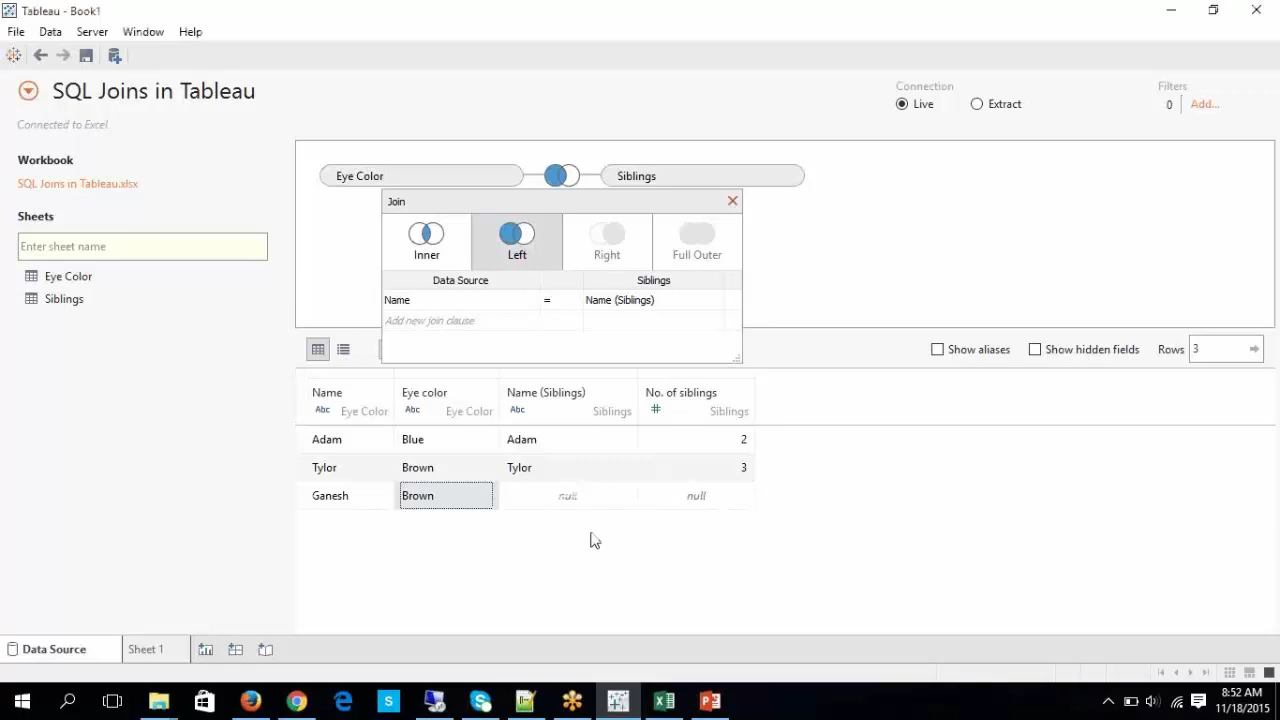 Tableau - Book1
File Data Server Window Help
SQL Joins in Tableau
Connected to Excel
Connection
Live Extract
Filters
0 Add...
Workbook
SQL Joins in Tableau.xlsx
Sheets
Enter sheet name
Eye Color
Siblings
Eye Color Siblings
Join
Inner Left Right Full Outer
Data Source Siblings
Name = Name (Siblings)
Add new join clause
Show aliases Show hidden fields Rows 3
Name Eye color Name (Siblings) No. of siblings
Abc Eye Color Abc Eye Color Abc Siblings # Siblings
Adam Blue Adam 2
Tylor Brown Tylor 3
Ganesh Brown null null
Data Source Sheet 1
8:52 AM
11/18/2015